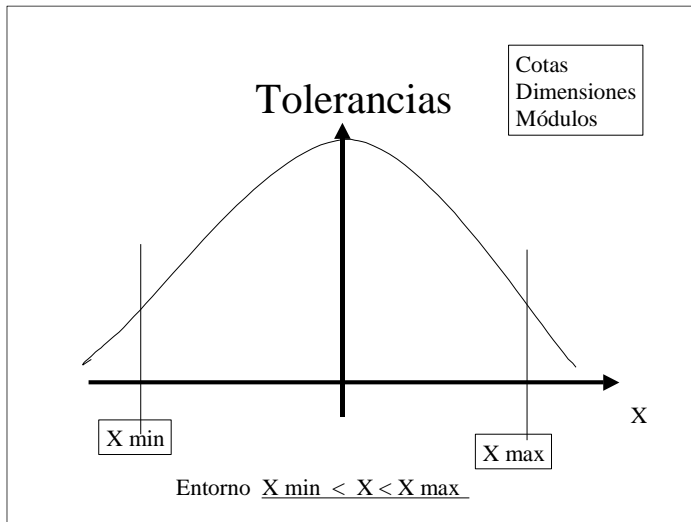 Tolerancias
Cotas
Dimensiones
Módulos
X
X min
X max
Entorno X min < X < X max